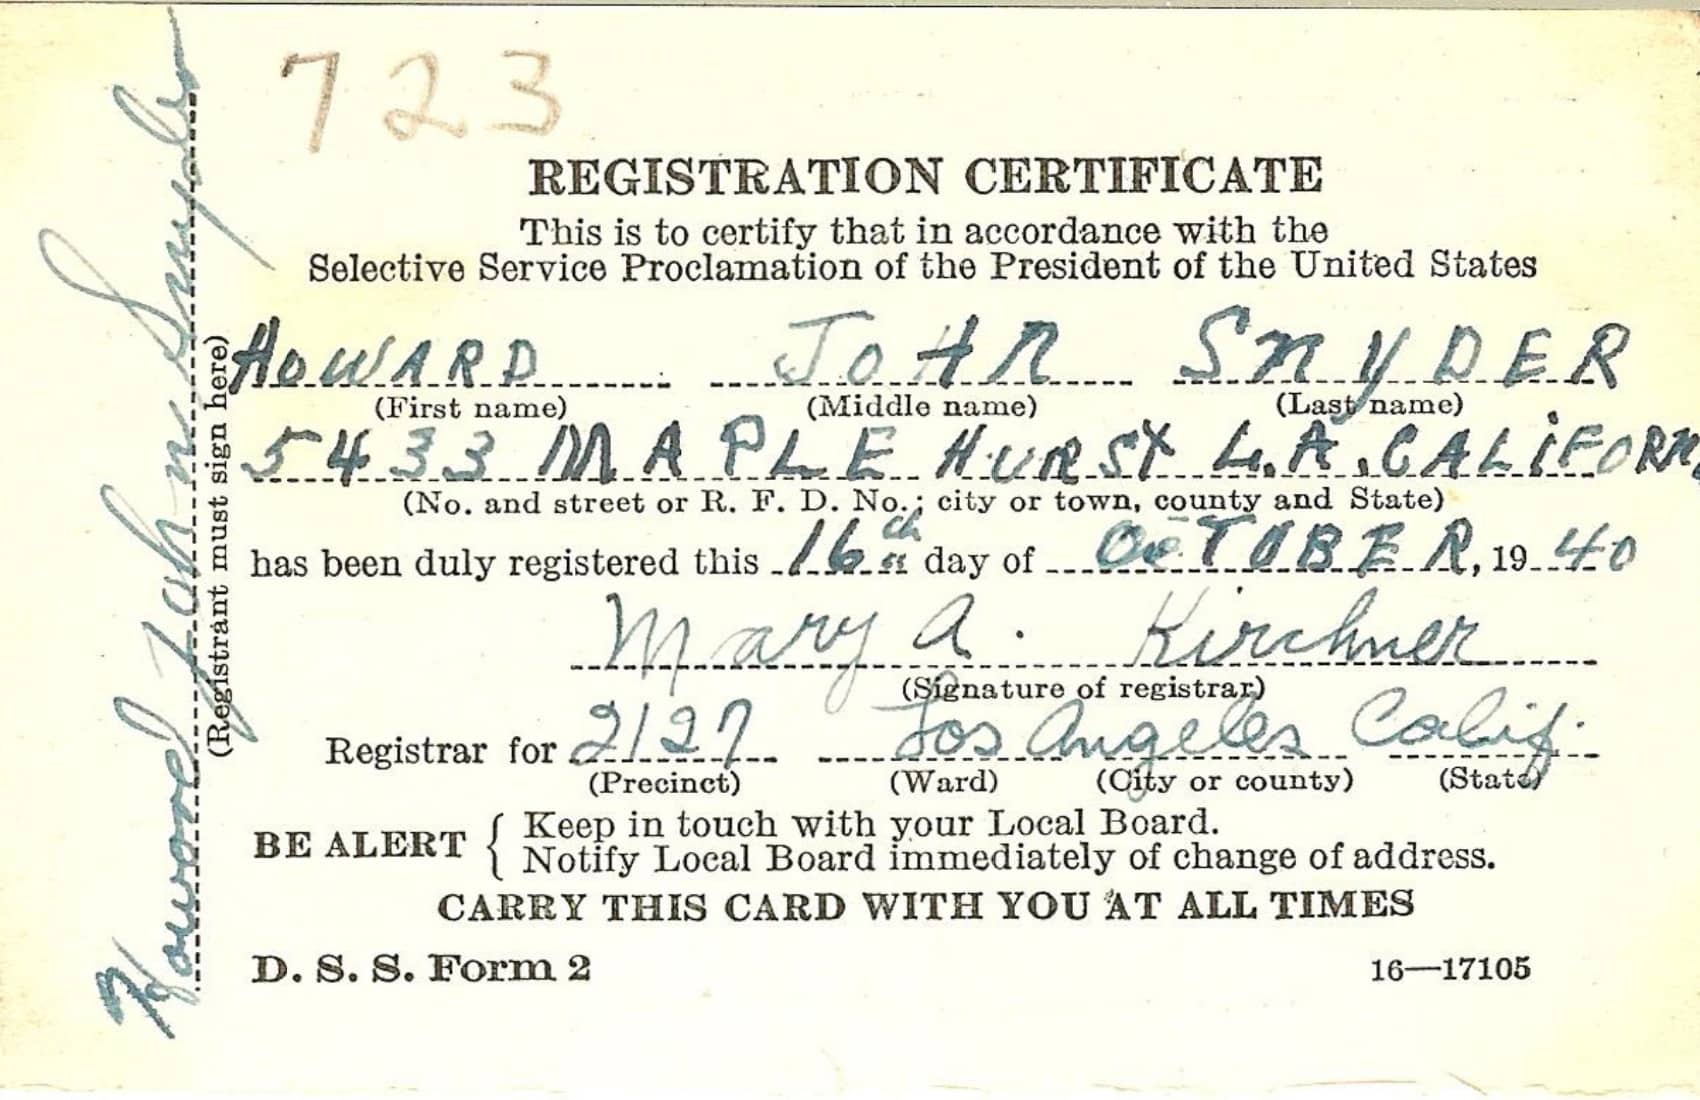 723
REGISTRATION CERTIFICATE
This is to certify that in accordance with the
Selective Service Proclamation of the President of the United States
HOWARD JOHN SNYDER
(First name) (Middle name) (Last name)
5433 MAPLE HURST L.A. CALIFORN
(No. and street or R. F. D. No.; city or town, county and State)
has been duly registered this 16th day of OCTOBER, 1940
Mary A. Kirchner
(Signature of registrar)
Registrar for 2127 Los Angeles Calif.
(Precinct) (Ward) (City or county) (State)
BE ALERT { Keep in touch with your Local Board.
Notify Local Board immediately of change of address.
CARRY THIS CARD WITH YOU AT ALL TIMES
D. S. S. Form 2 16—17105
Howard John Snyder
(Registrant must sign here)